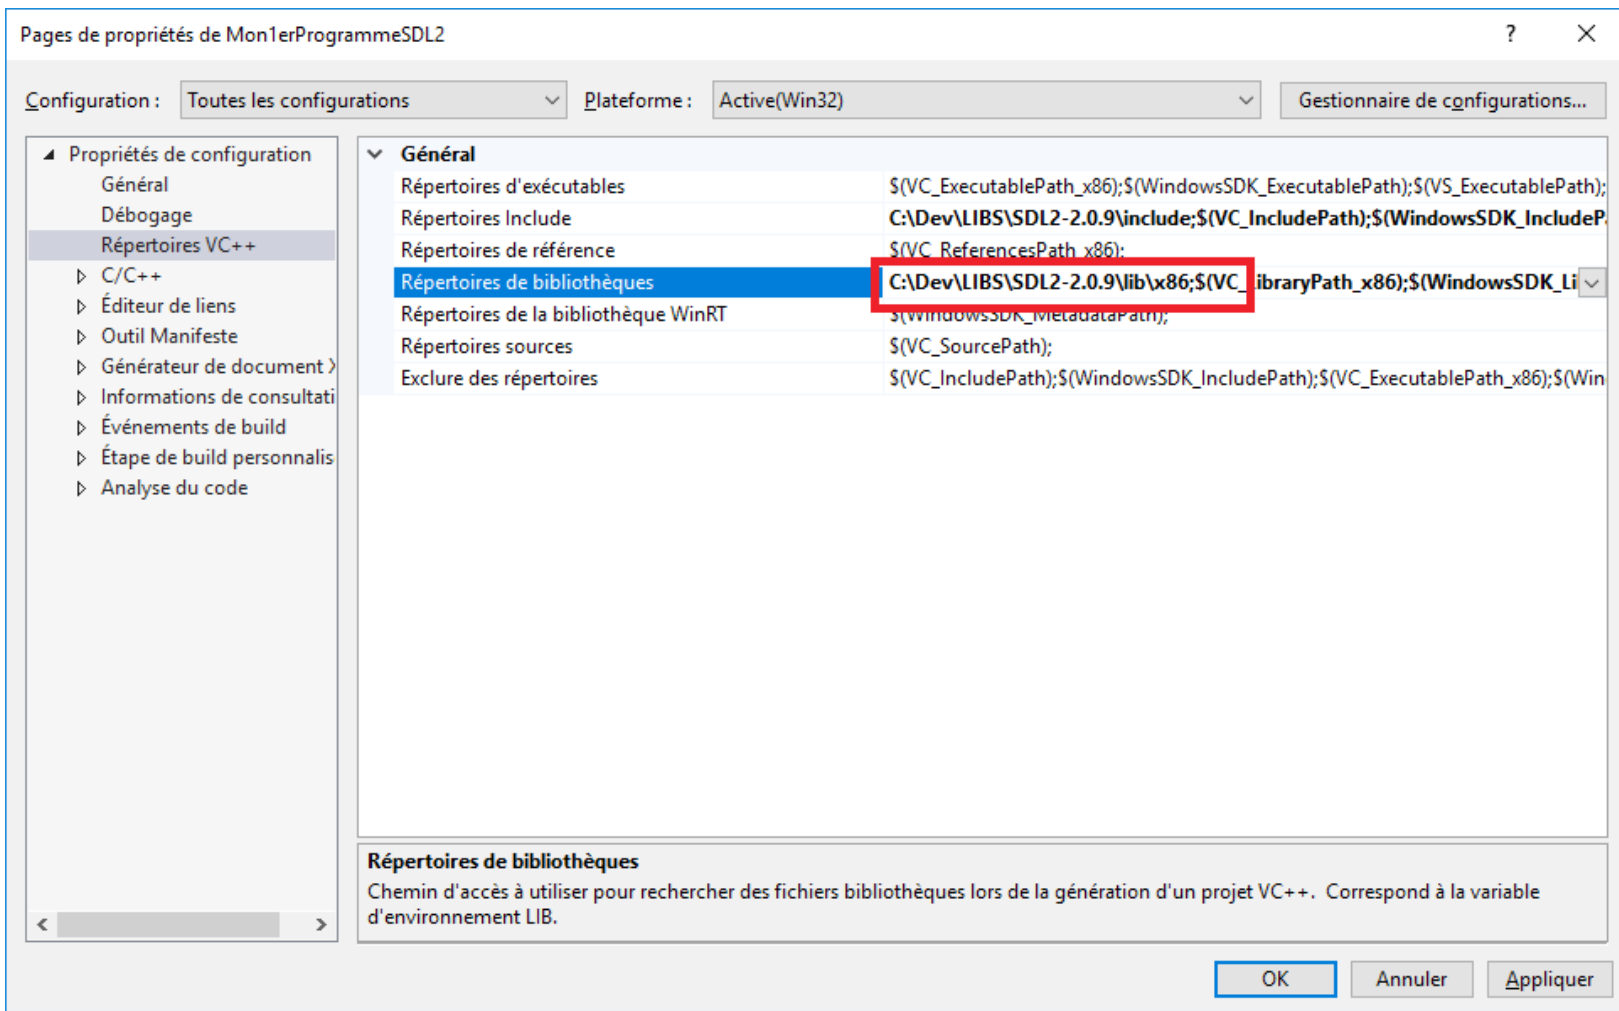 Pages de propriétés de Mon1erProgrammeSDL2 ?
Configuration : Toutes les configurations Plateforme : Active(Win32) Gestionnaire de configurations...
Propriétés de configuration
Général
Débogage
Répertoires VC++
C/C++
Éditeur de liens
Outil Manifeste
Générateur de document X
Informations de consultati
Événements de build
Étape de build personnalis
Analyse du code
Général
Répertoires d'exécutables $(VC_ExecutablePath_x86);$(WindowsSDK_ExecutablePath);$(VS_ExecutablePath);
Répertoires Include C:\Dev\LIBS\SDL2-2.0.9\include;$(VC_IncludePath);$(WindowsSDK_IncludeP
Répertoires de référence $(VC_ReferencesPath_x86);
Répertoires de bibliothèques C:\Dev\LIBS\SDL2-2.0.9\lib\x86;$(VC_LibraryPath_x86);$(WindowsSDK_Li
Répertoires de la bibliothèque WinRT $(WindowsSDK_MetadataPath);
Répertoires sources $(VC_SourcePath);
Exclure des répertoires $(VC_IncludePath);$(WindowsSDK_IncludePath);$(VC_ExecutablePath_x86);$(Win
Répertoires de bibliothèques
Chemin d'accès à utiliser pour rechercher des fichiers bibliothèques lors de la génération d'un projet VC++. Correspond à la variable
d'environnement LIB.
OK Annuler Appliquer